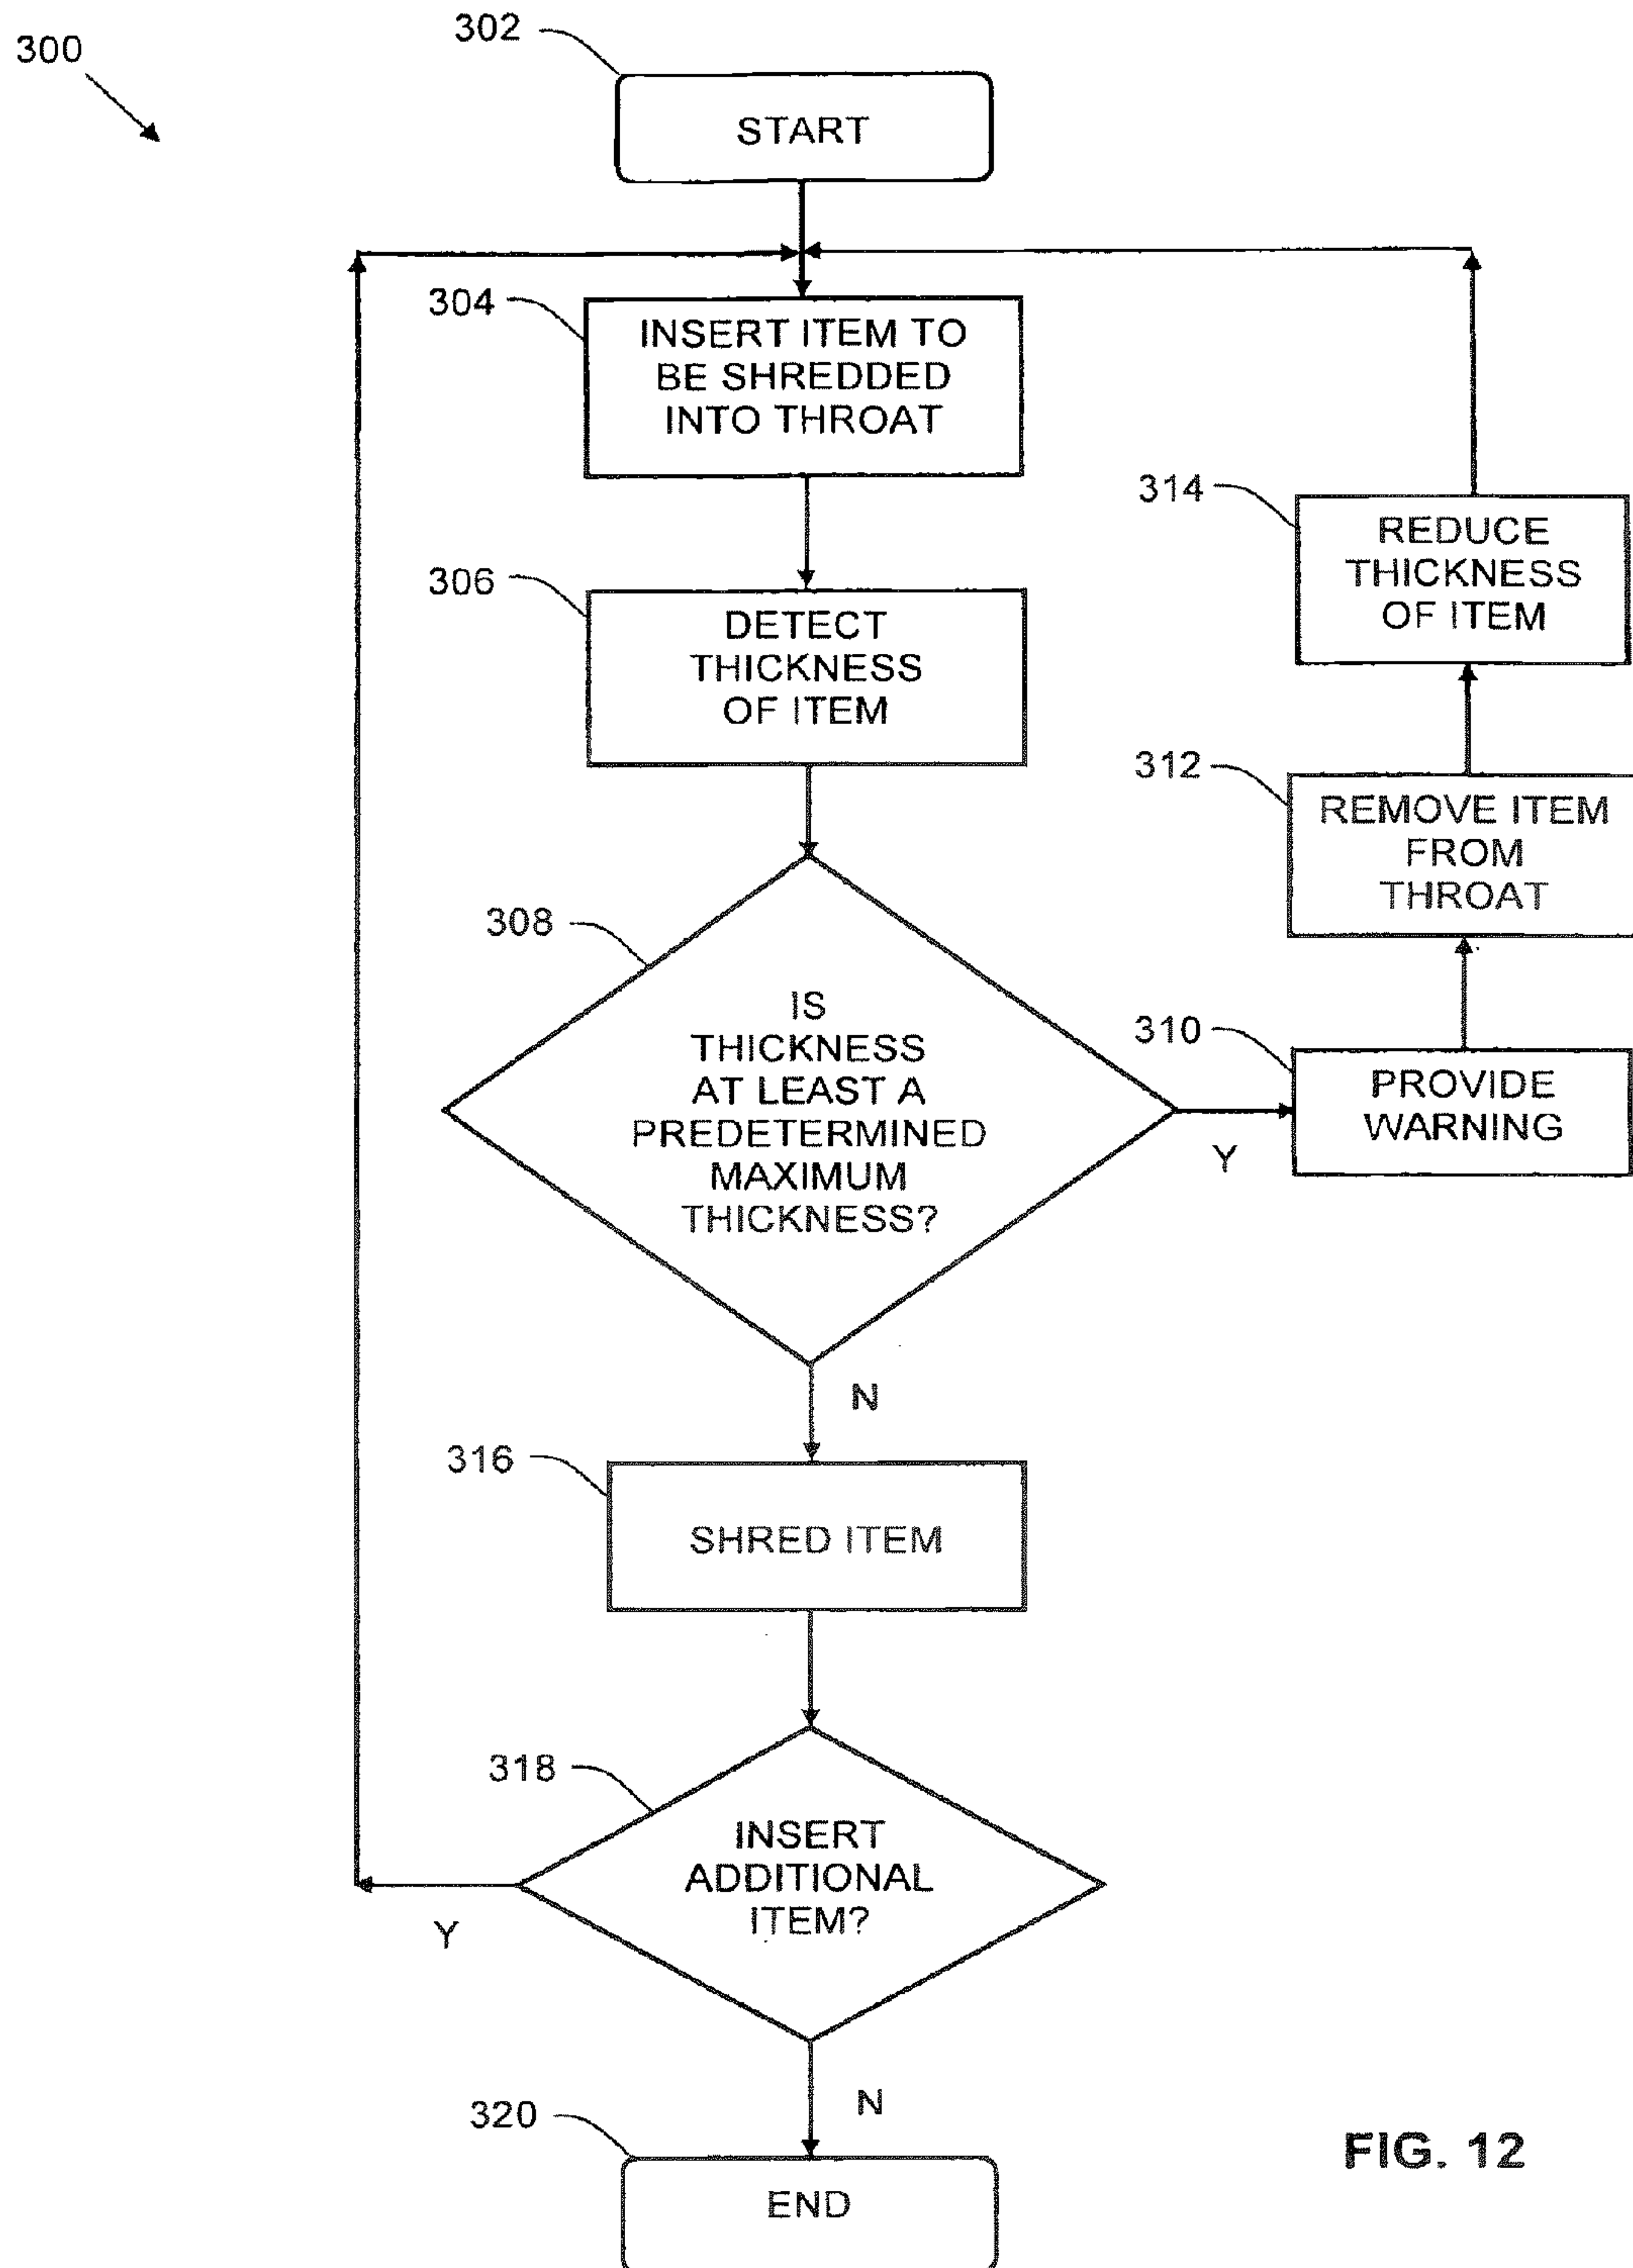 300
302
START
304
INSERT ITEM TO
BE SHREDDED
INTO THROAT
306
DETECT
THICKNESS
OF ITEM
308
IS
THICKNESS
AT LEAST A
PREDETERMINED
MAXIMUM
THICKNESS?
Y
310
PROVIDE
WARNING
312
REMOVE ITEM
FROM
THROAT
314
REDUCE
THICKNESS
OF ITEM
N
316
SHRED ITEM
318
INSERT
ADDITIONAL
ITEM?
Y
N
320
END
FIG. 12